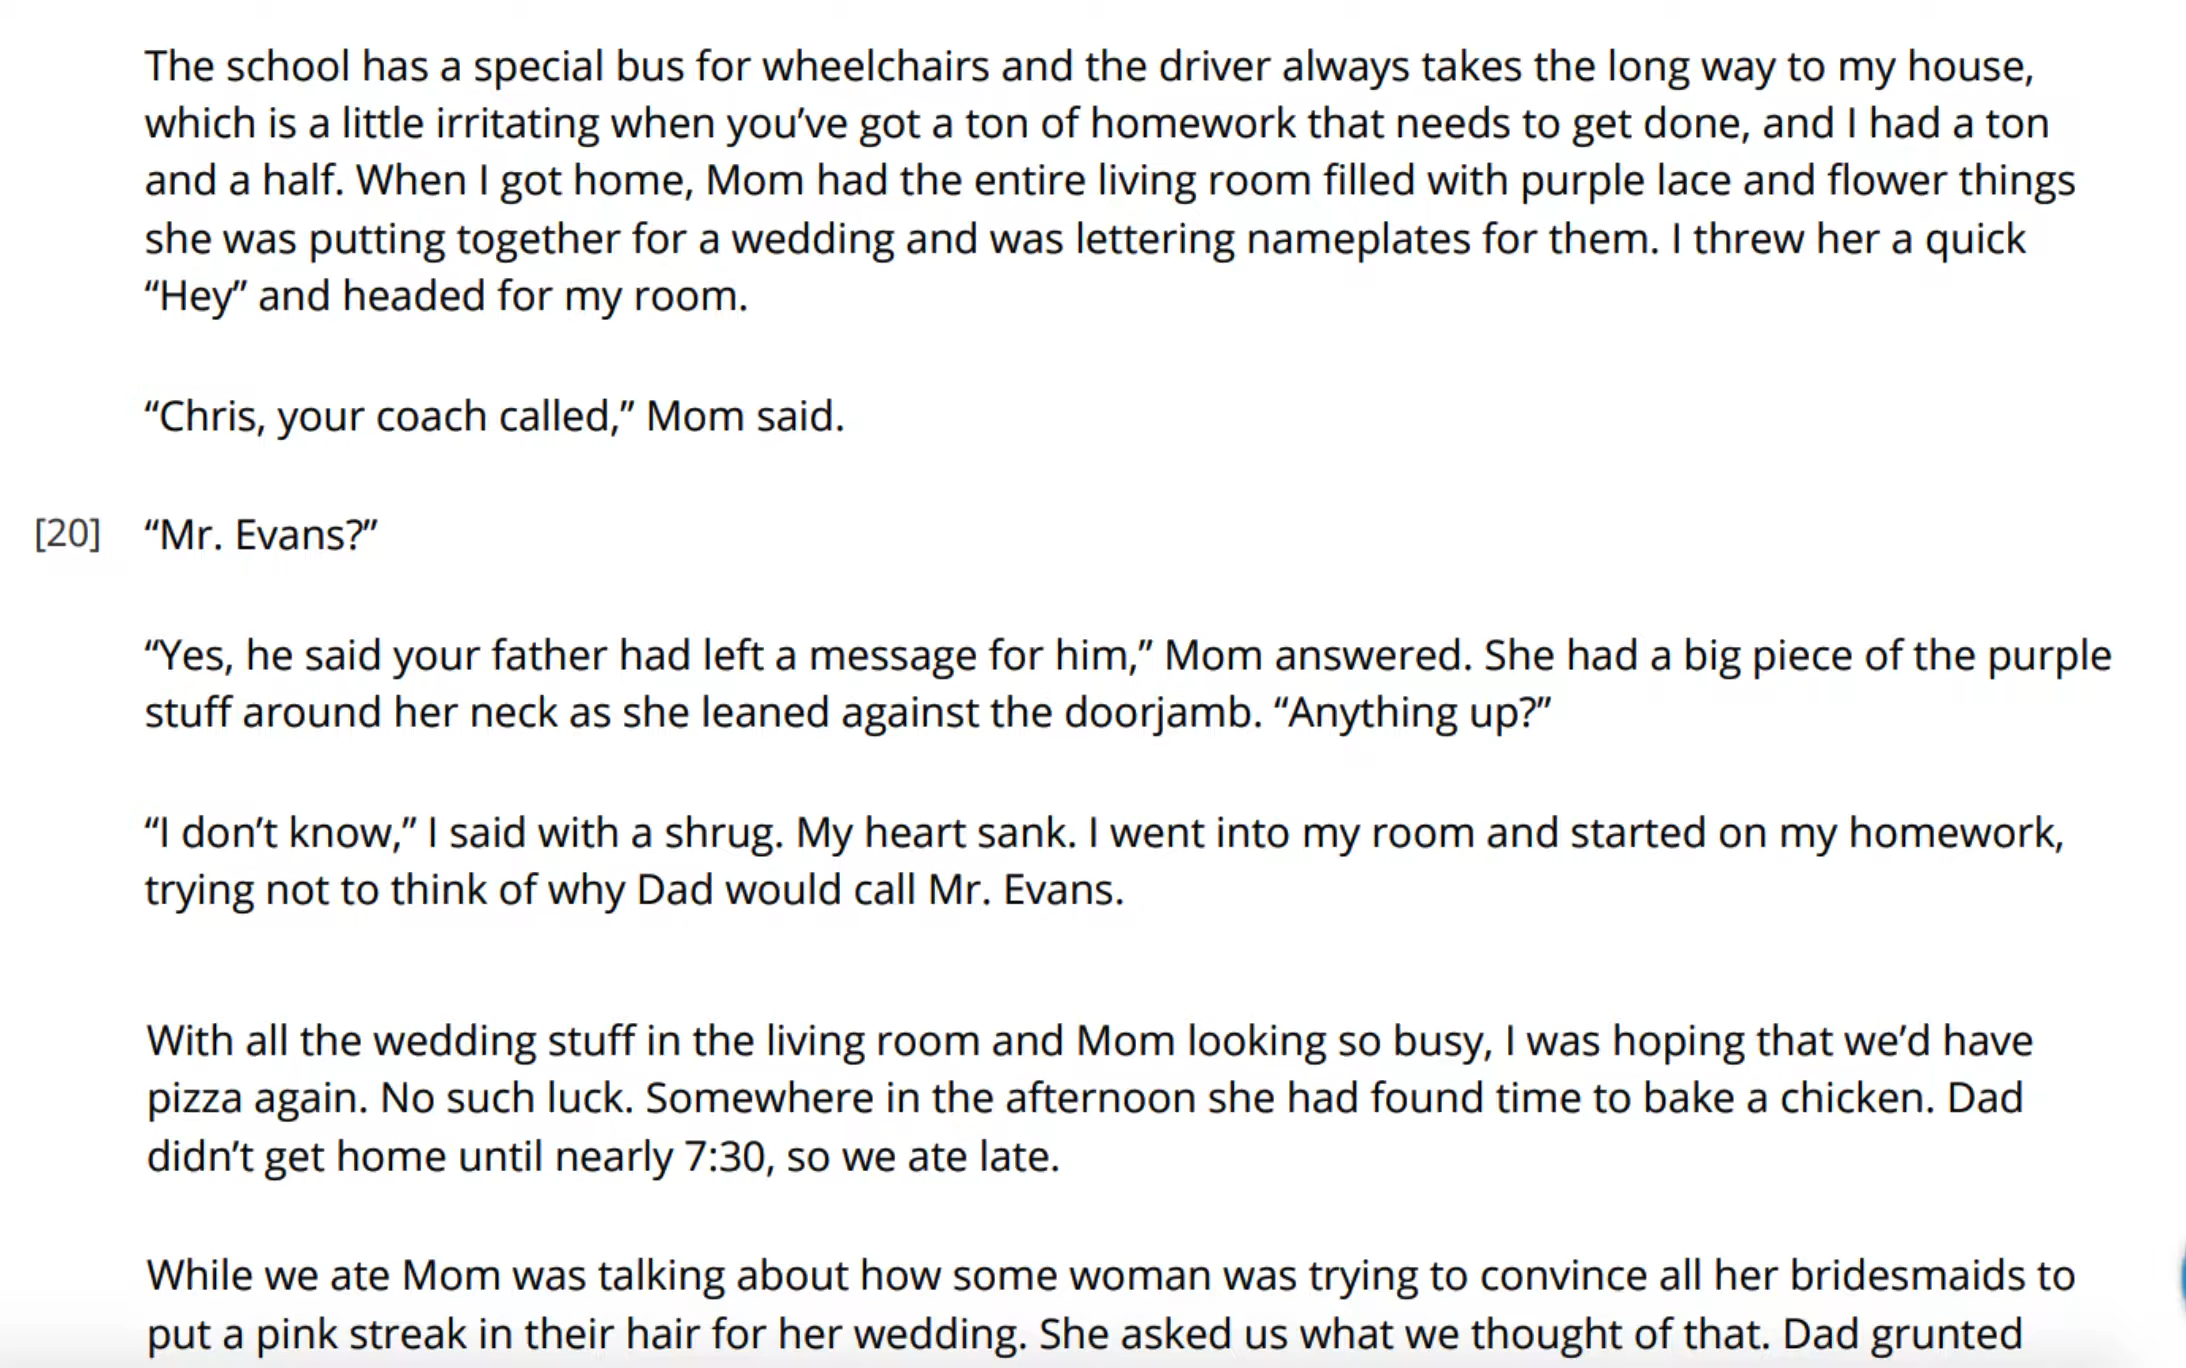 The school has a special bus for wheelchairs and the driver always takes the long way to my house,
which is a little irritating when you’ve got a ton of homework that needs to get done, and I had a ton
and a half. When I got home, Mom had the entire living room filled with purple lace and flower things
she was putting together for a wedding and was lettering nameplates for them. I threw her a quick
“Hey” and headed for my room.
“Chris, your coach called,” Mom said.
[20] “Mr. Evans?”
“Yes, he said your father had left a message for him,” Mom answered. She had a big piece of the purple
stuff around her neck as she leaned against the doorjamb. “Anything up?”
“I don’t know,” I said with a shrug. My heart sank. I went into my room and started on my homework,
trying not to think of why Dad would call Mr. Evans.
With all the wedding stuff in the living room and Mom looking so busy, I was hoping that we’d have
pizza again. No such luck. Somewhere in the afternoon she had found time to bake a chicken. Dad
didn’t get home until nearly 7:30, so we ate late.
While we ate Mom was talking about how some woman was trying to convince all her bridesmaids to
put a pink streak in their hair for her wedding. She asked us what we thought of that. Dad grunted